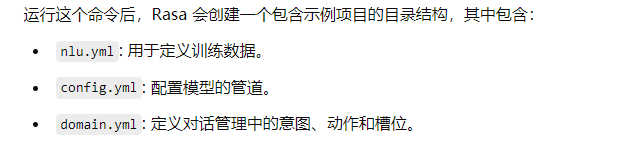 运行这个命令后，Rasa 会创建一个包含示例项目的目录结构，其中包含：
• nlu.yml: 用于定义训练数据。
• config.yml: 配置模型的管道。
• domain.yml: 定义对话管理中的意图、动作和槽位。